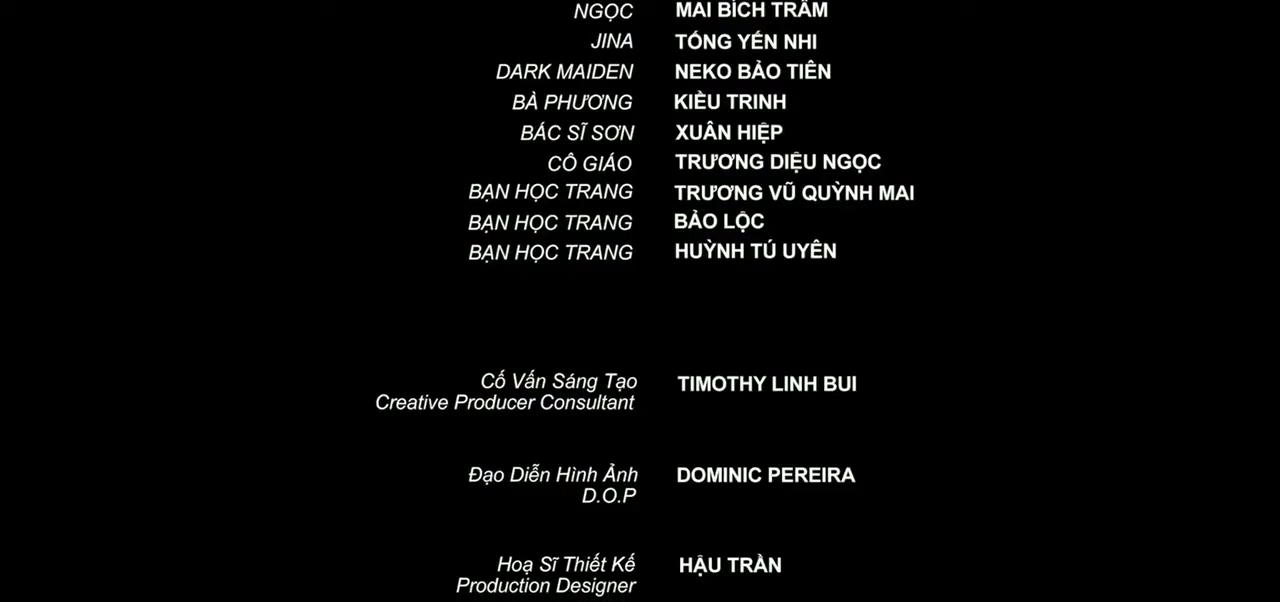 NGỌC MAI BÍCH TRÂM
JINA TỐNG YẾN NHI
DARK MAIDEN NEKO BẢO TIÊN
BÀ PHƯƠNG KIỀU TRINH
BÁC SĨ SƠN XUÂN HIỆP
CÔ GIÁO TRƯƠNG DIỆU NGỌC
BẠN HỌC TRANG TRƯƠNG VŨ QUỲNH MAI
BẠN HỌC TRANG BẢO LỘC
BẠN HỌC TRANG HUỲNH TÚ UYÊN
Cố Vấn Sáng Tạo TIMOTHY LINH BUI
Creative Producer Consultant
Đạo Diễn Hình Ảnh DOMINIC PEREIRA
D.O.P
Hoạ Sĩ Thiết Kế HẬU TRẦN
Production Designer